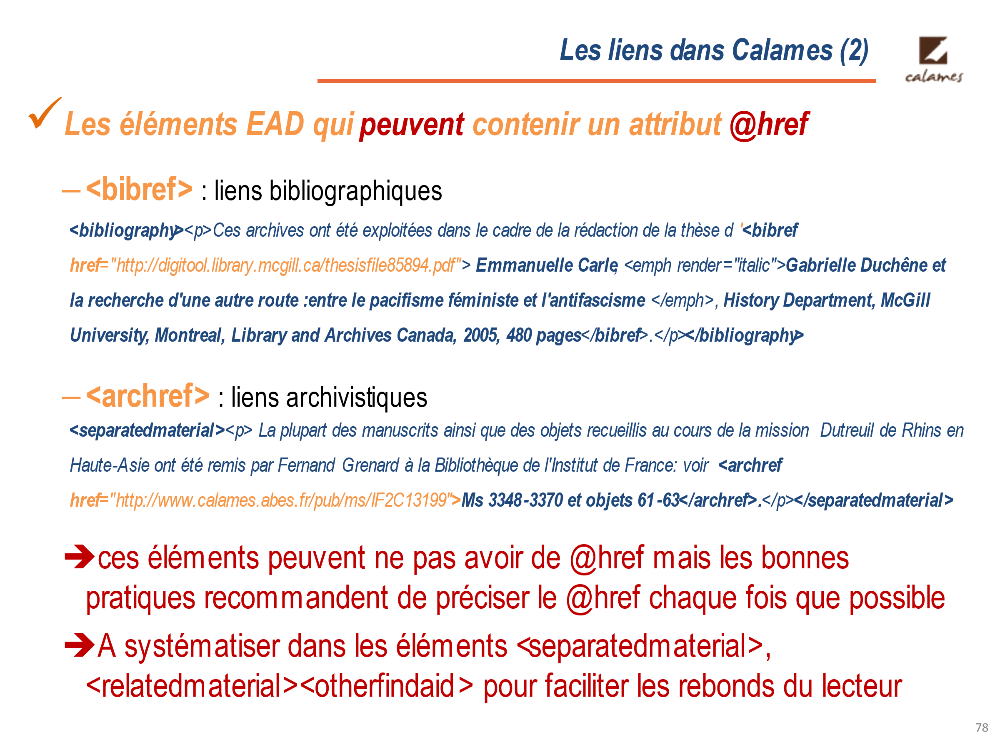 Les liens dans Calames (2)
calames
✓Les éléments EAD qui peuvent contenir un attribut @href
– <bibref> : liens bibliographiques
<bibliography><p>Ces archives ont été exploitées dans le cadre de la rédaction de la thèse d '<bibref
href="http://digitool.library.mcgill.ca/thesisfile85894.pdf"> Emmanuelle Carle, <emph render="italic">Gabrielle Duchêne et
la recherche d'une autre route :entre le pacifisme féministe et l'antifascisme </emph>, History Department, McGill
University, Montreal, Library and Archives Canada, 2005, 480 pages</bibref>.</p></bibliography>
– <archref> : liens archivistiques
<separatedmaterial><p> La plupart des manuscrits ainsi que des objets recueillis au cours de la mission Dutreuil de Rhins en
Haute-Asie ont été remis par Fernand Grenard à la Bibliothèque de l'Institut de France: voir <archref
href="http://www.calames.abes.fr/pub/ms/IF2C13199">Ms 3348-3370 et objets 61-63</archref>.</p></separatedmaterial>
➔ces éléments peuvent ne pas avoir de @href mais les bonnes
pratiques recommandent de préciser le @href chaque fois que possible
➔A systématiser dans les éléments <separatedmaterial>,
<relatedmaterial><otherfindaid> pour faciliter les rebonds du lecteur
78